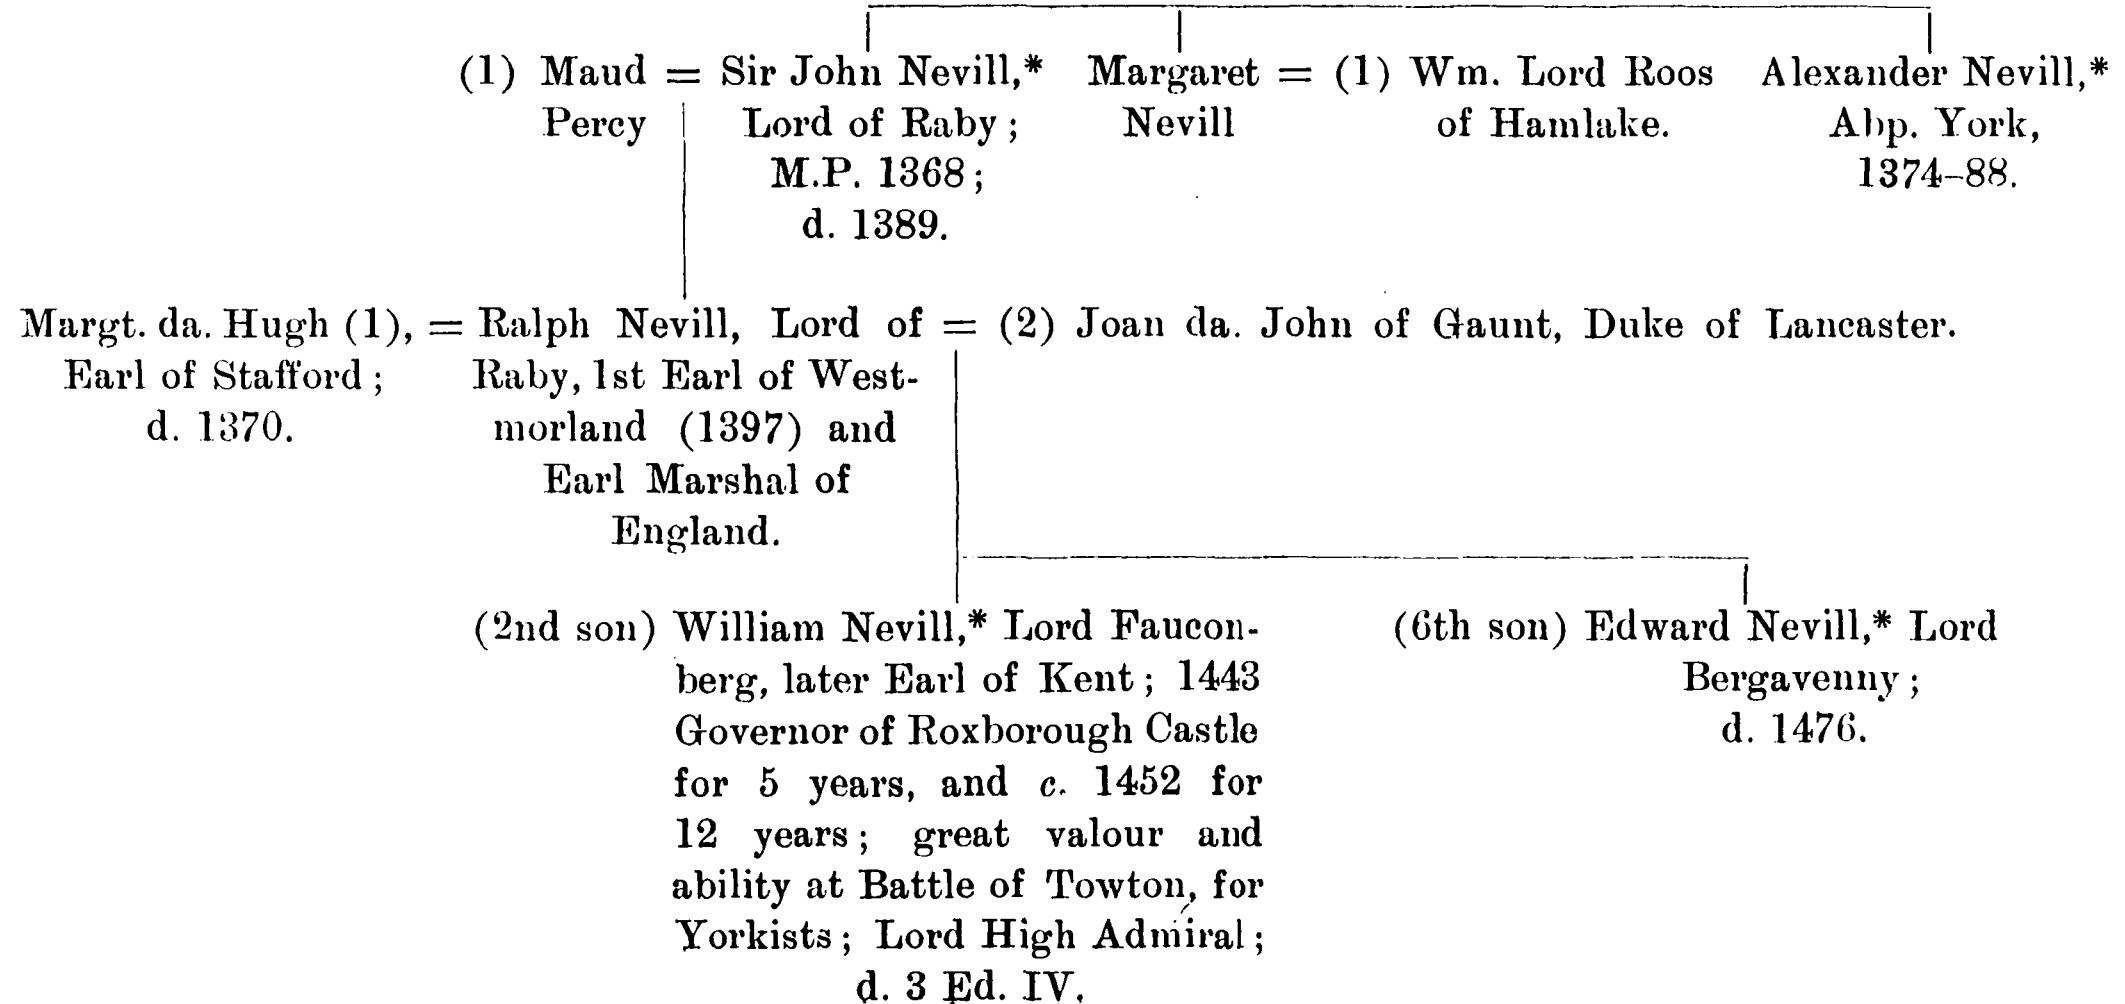 (1) Maud = Sir John Nevill,* Margaret = (1) Wm. Lord Roos Alexander Nevill,*
Percy Lord of Raby; Nevill of Hamlake. Abp. York,
M.P. 1368; 1374–88.
d. 1389.
Margt. da. Hugh (1), = Ralph Nevill, Lord of = (2) Joan da. John of Gaunt, Duke of Lancaster.
Earl of Stafford; Raby, 1st Earl of West-
d. 1370. morland (1397) and
Earl Marshal of
England.
(2nd son) William Nevill,* Lord Faucon- (6th son) Edward Nevill,* Lord
berg, later Earl of Kent; 1443 Bergavenny;
Governor of Roxborough Castle d. 1476.
for 5 years, and c. 1452 for
12 years; great valour and
ability at Battle of Towton, for
Yorkists; Lord High Admiral;
d. 3 Ed. IV.